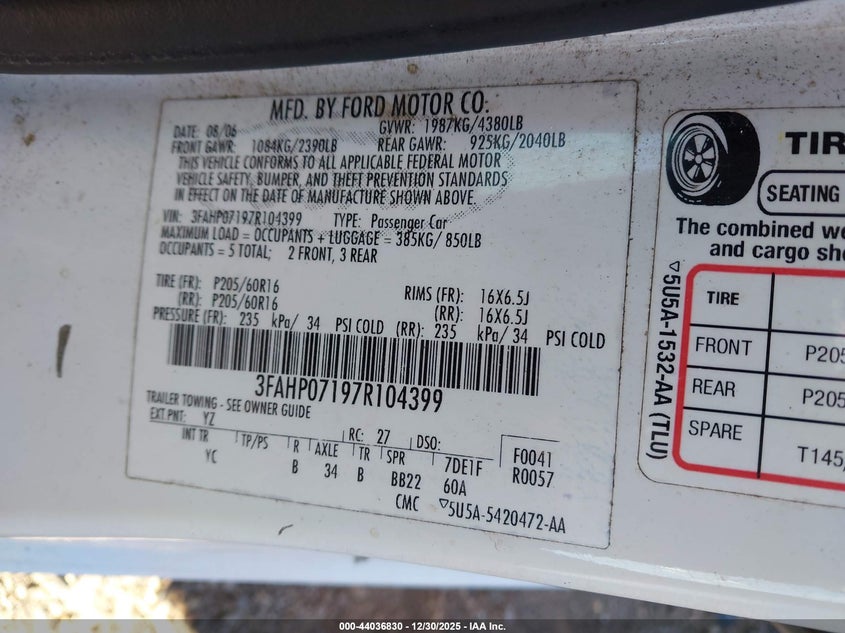 MFD. BY FORD MOTOR CO.
DATE: 08/06 GVWR: 1987KG/4380LB
FRONT GAWR: 1084KG/2390LB REAR GAWR: 925KG/2040LB
THIS VEHICLE CONFORMS TO ALL APPLICABLE FEDERAL MOTOR
VEHICLE SAFETY, BUMPER, AND THEFT PREVENTION STANDARDS
IN EFFECT ON THE DATE OF MANUFACTURE SHOWN ABOVE.
VIN: 3FAHP07197R104399 TYPE: Passenger Car
MAXIMUM LOAD = OCCUPANTS + LUGGAGE = 385KG/ 850LB
OCCUPANTS = 5 TOTAL; 2 FRONT, 3 REAR
TIRE (FR): P205/60R16 RIMS (FR): 16X6.5J
(RR): P205/60R16 (RR): 16X6.5J
PRESSURE (FR): 235 kPa/ 34 PSI COLD (RR): 235 kPa/ 34 PSI COLD
3FAHP07197R104399
TRAILER TOWING - SEE OWNER GUIDE
EXT PNT: YZ RC: 27 DSO: F0041
INT TR TP/PS R AXLE TR SPR 7DE1F R0057
YC B 34 B BB22 60A
CMC ▽5U5A-5420472-AA
▽5U5A-1532-AA (TLU)
TIR
SEATING
The combined we
and cargo sho
TIRE
FRONT P205
REAR P205
SPARE T145/
000-44036830 - 12/30/2025 - IAA Inc.